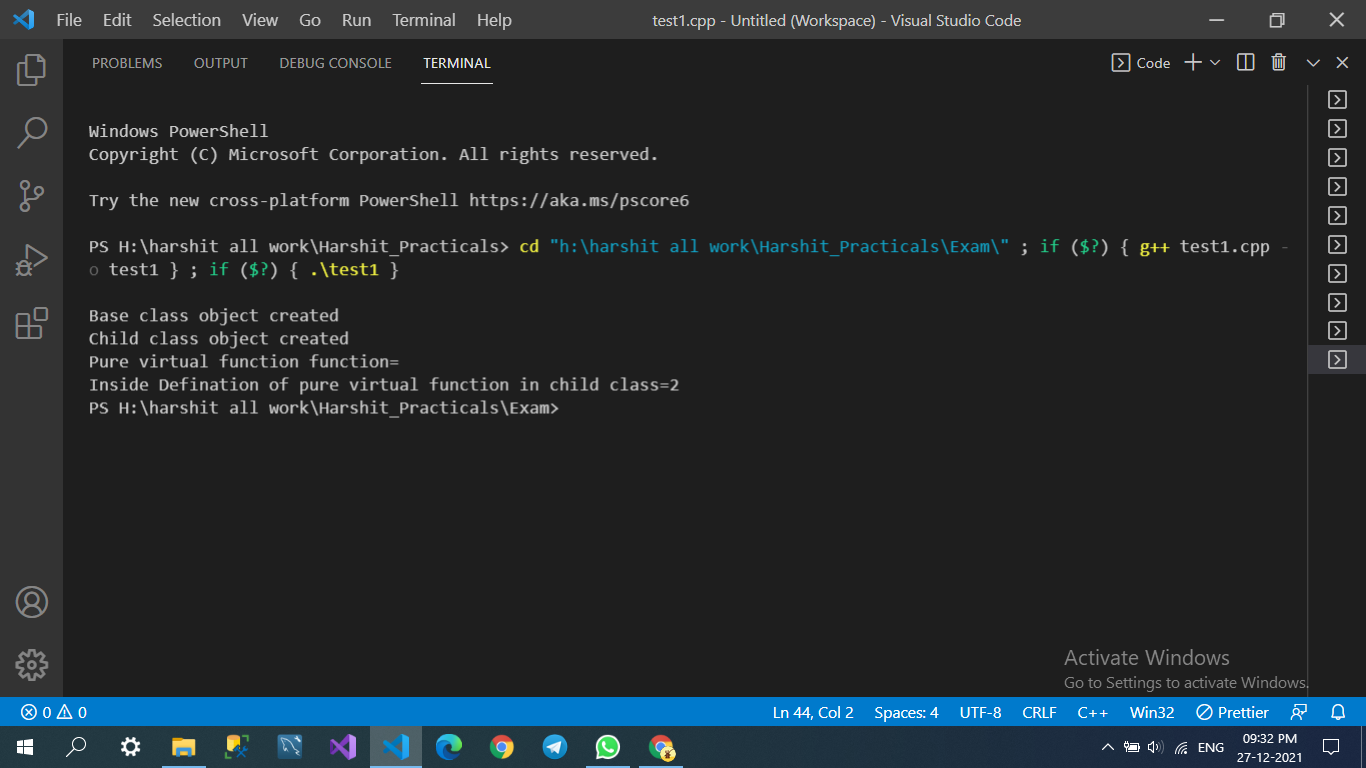 File Edit Selection View Go Run Terminal Help test1.cpp - Untitled (Workspace) - Visual Studio Code
PROBLEMS OUTPUT DEBUG CONSOLE TERMINAL Code
Windows PowerShell
Copyright (C) Microsoft Corporation. All rights reserved.
Try the new cross-platform PowerShell https://aka.ms/pscore6
PS H:\harshit all work\Harshit_Practicals> cd "h:\harshit all work\Harshit_Practicals\Exam\" ; if ($?) { g++ test1.cpp -
o test1 } ; if ($?) { .\test1 }
Base class object created
Child class object created
Pure virtual function function=
Inside Defination of pure virtual function in child class=2
PS H:\harshit all work\Harshit_Practicals\Exam>
Activate Windows
Go to Settings to activate Windows.
0 0 Ln 44, Col 2 Spaces: 4 UTF-8 CRLF C++ Win32 Prettier
ENG 09:32 PM
27-12-2021